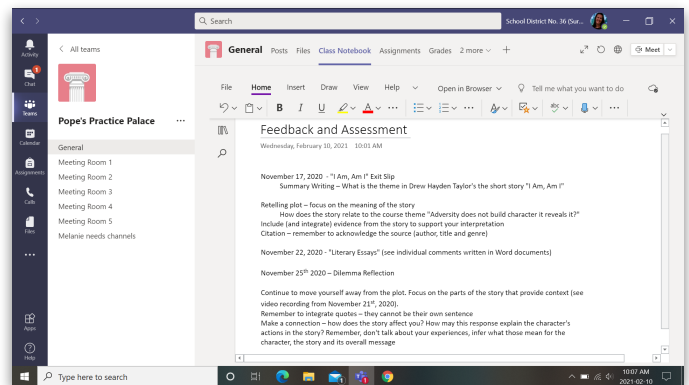 Search
School District No. 36 (Sur...
Activity
Chat
1
Teams
Calendar
Assignments
Calls
Files
Apps
Help
All teams
Pope's Practice Palace
General
Meeting Room 1
Meeting Room 2
Meeting Room 3
Meeting Room 4
Meeting Room 5
Melanie needs channels
General Posts Files Class Notebook Assignments Grades 2 more
Meet
File Home Insert Draw View Help Open in Browser Tell me what you want to do
B I U A abc
Feedback and Assessment
Wednesday, February 10, 2021 10:01 AM
November 17, 2020 - "I Am, Am I" Exit Slip
Summary Writing – What is the theme in Drew Hayden Taylor's the short story "I Am, Am I"
Retelling plot – focus on the meaning of the story
How does the story relate to the course theme "Adversity does not build character it reveals it?"
Include (and integrate) evidence from the story to support your interpretation
Citation – remember to acknowledge the source (author, title and genre)
November 22, 2020 - "Literary Essays" (see individual comments written in Word documents)
November 25th 2020 – Dilemma Reflection
Continue to move yourself away from the plot. Focus on the parts of the story that provide context (see
video recording from November 21st, 2020).
Remember to integrate quotes – they cannot be their own sentence
Make a connection – how does the story affect you? How may this response explain the character's
actions in the story? Remember, don't talk about your experiences, infer what those mean for the
character, the story and its overall message
Type here to search
10:07 AM
2021-02-10